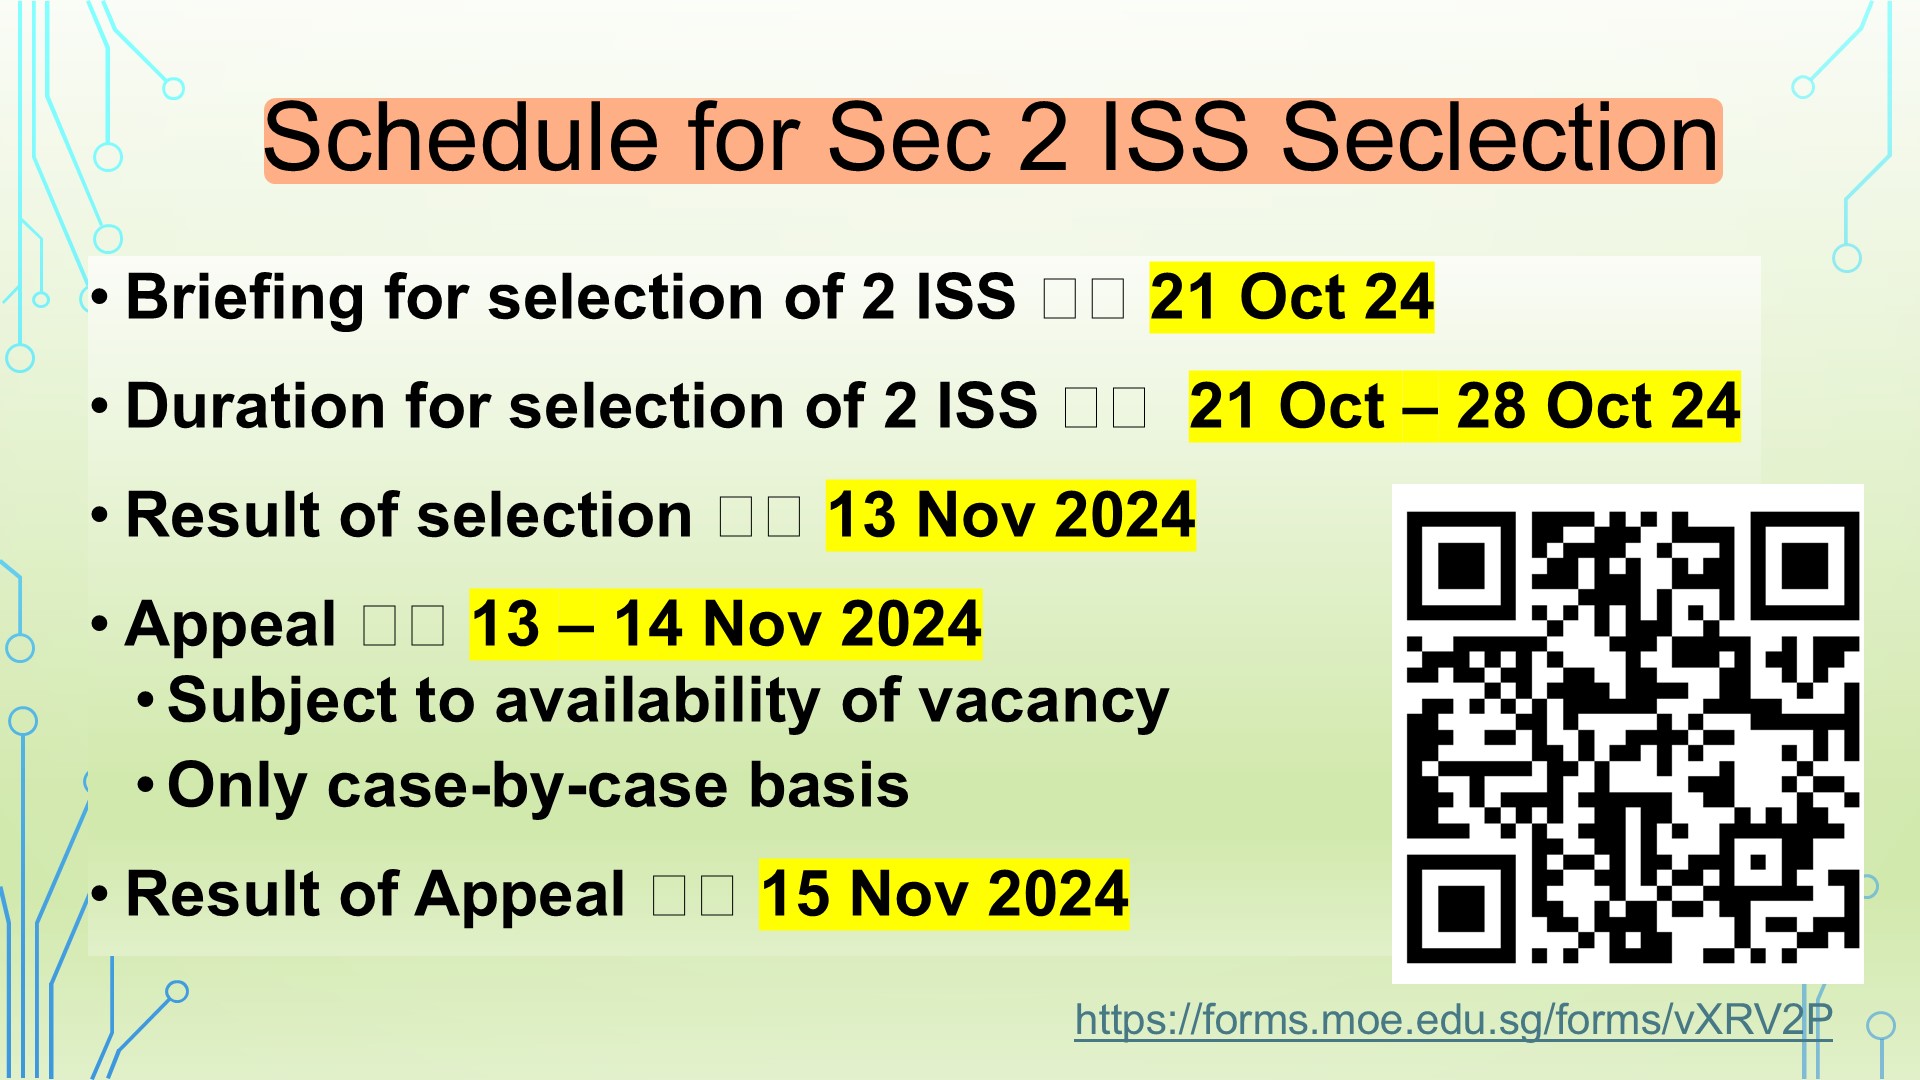 Schedule for Sec 2 ISS Seclection
• Briefing for selection of 2 ISS □□ 21 Oct 24
• Duration for selection of 2 ISS □□ 21 Oct – 28 Oct 24
• Result of selection □□ 13 Nov 2024
• Appeal □□ 13 – 14 Nov 2024
• Subject to availability of vacancy
• Only case-by-case basis
• Result of Appeal □□ 15 Nov 2024
https://forms.moe.edu.sg/forms/vXRV2P